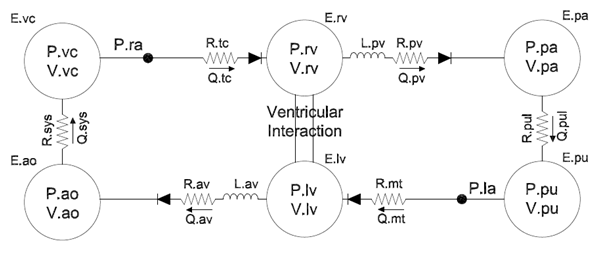 E.vc
P.vc
V.vc
P.ra
R.tc
Q.tc
E.rv
P.rv
V.rv
L.pv
R.pv
Q.pv
E.pa
P.pa
V.pa
R.sys
Q.sys
Ventricular
Interaction
R.pul
Q.pul
E.ao
P.ao
V.ao
R.av
Q.av
L.av
E.lv
P.lv
V.lv
R.mt
Q.mt
P.la
E.pu
P.pu
V.pu